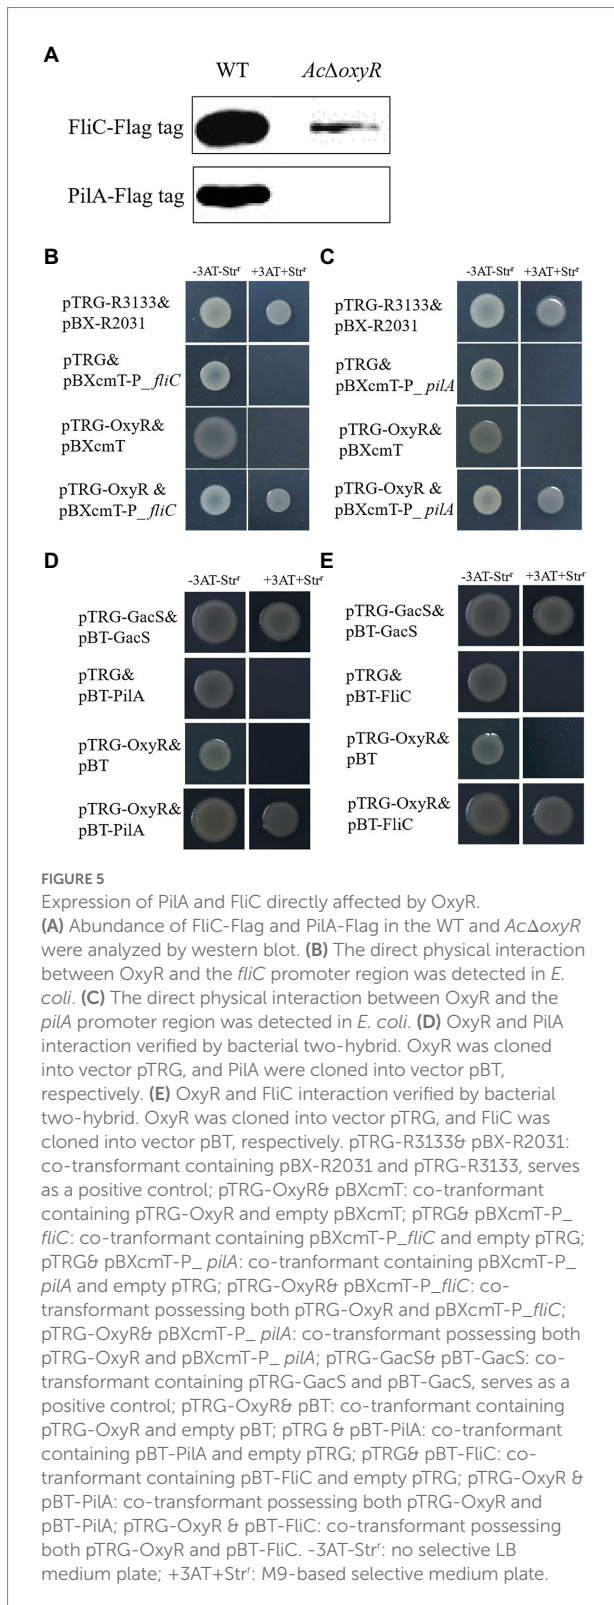 A
WT AcΔoxyR
FliC-Flag tag
PilA-Flag tag
B
-3AT-Strʳ +3AT+Strʳ
pTRG-R3133&
pBX-R2031
pTRG&
pBXcmT-P_fliC
pTRG-OxyR&
pBXcmT
pTRG-OxyR &
pBXcmT-P_fliC
C
-3AT-Strʳ +3AT+Strʳ
pTRG-R3133&
pBX-R2031
pTRG&
pBXcmT-P_ pilA
pTRG-OxyR&
pBXcmT
pTRG-OxyR &
pBXcmT-P_ pilA
D
-3AT-Strʳ +3AT+Strʳ
pTRG-GacS&
pBT-GacS
pTRG&
pBT-PilA
pTRG-OxyR&
pBT
pTRG-OxyR&
pBT-PilA
E
-3AT-Strʳ +3AT+Strʳ
pTRG-GacS&
pBT-GacS
pTRG&
pBT-FliC
pTRG-OxyR&
pBT
pTRG-OxyR&
pBT-FliC
FIGURE 5
Expression of PilA and FliC directly affected by OxyR.
(A) Abundance of FliC-Flag and PilA-Flag in the WT and AcΔoxyR
were analyzed by western blot. (B) The direct physical interaction
between OxyR and the fliC promoter region was detected in E.
coli. (C) The direct physical interaction between OxyR and the
pilA promoter region was detected in E. coli. (D) OxyR and PilA
interaction verified by bacterial two-hybrid. OxyR was cloned
into vector pTRG, and PilA were cloned into vector pBT,
respectively. (E) OxyR and FliC interaction verified by bacterial
two-hybrid. OxyR was cloned into vector pTRG, and FliC was
cloned into vector pBT, respectively. pTRG-R3133& pBX-R2031:
co-transformant containing pBX-R2031 and pTRG-R3133, serves
as a positive control; pTRG-OxyR& pBXcmT: co-tranformant
containing pTRG-OxyR and empty pBXcmT; pTRG& pBXcmT-P_
fliC: co-tranformant containing pBXcmT-P_fliC and empty pTRG;
pTRG& pBXcmT-P_ pilA: co-tranformant containing pBXcmT-P_
pilA and empty pTRG; pTRG-OxyR& pBXcmT-P_fliC: co-
transformant possessing both pTRG-OxyR and pBXcmT-P_fliC;
pTRG-OxyR& pBXcmT-P_ pilA: co-transformant possessing both
pTRG-OxyR and pBXcmT-P_ pilA; pTRG-GacS& pBT-GacS: co-
transformant containing pTRG-GacS and pBT-GacS, serves as a
positive control; pTRG-OxyR& pBT: co-tranformant containing
pTRG-OxyR and empty pBT; pTRG & pBT-PilA: co-tranformant
containing pBT-PilA and empty pTRG; pTRG& pBT-FliC: co-
tranformant containing pBT-FliC and empty pTRG; pTRG-OxyR &
pBT-PilA: co-transformant possessing both pTRG-OxyR and
pBT-PilA; pTRG-OxyR & pBT-FliC: co-transformant possessing
both pTRG-OxyR and pBT-FliC. -3AT-Strʳ: no selective LB
medium plate; +3AT+Strʳ: M9-based selective medium plate.